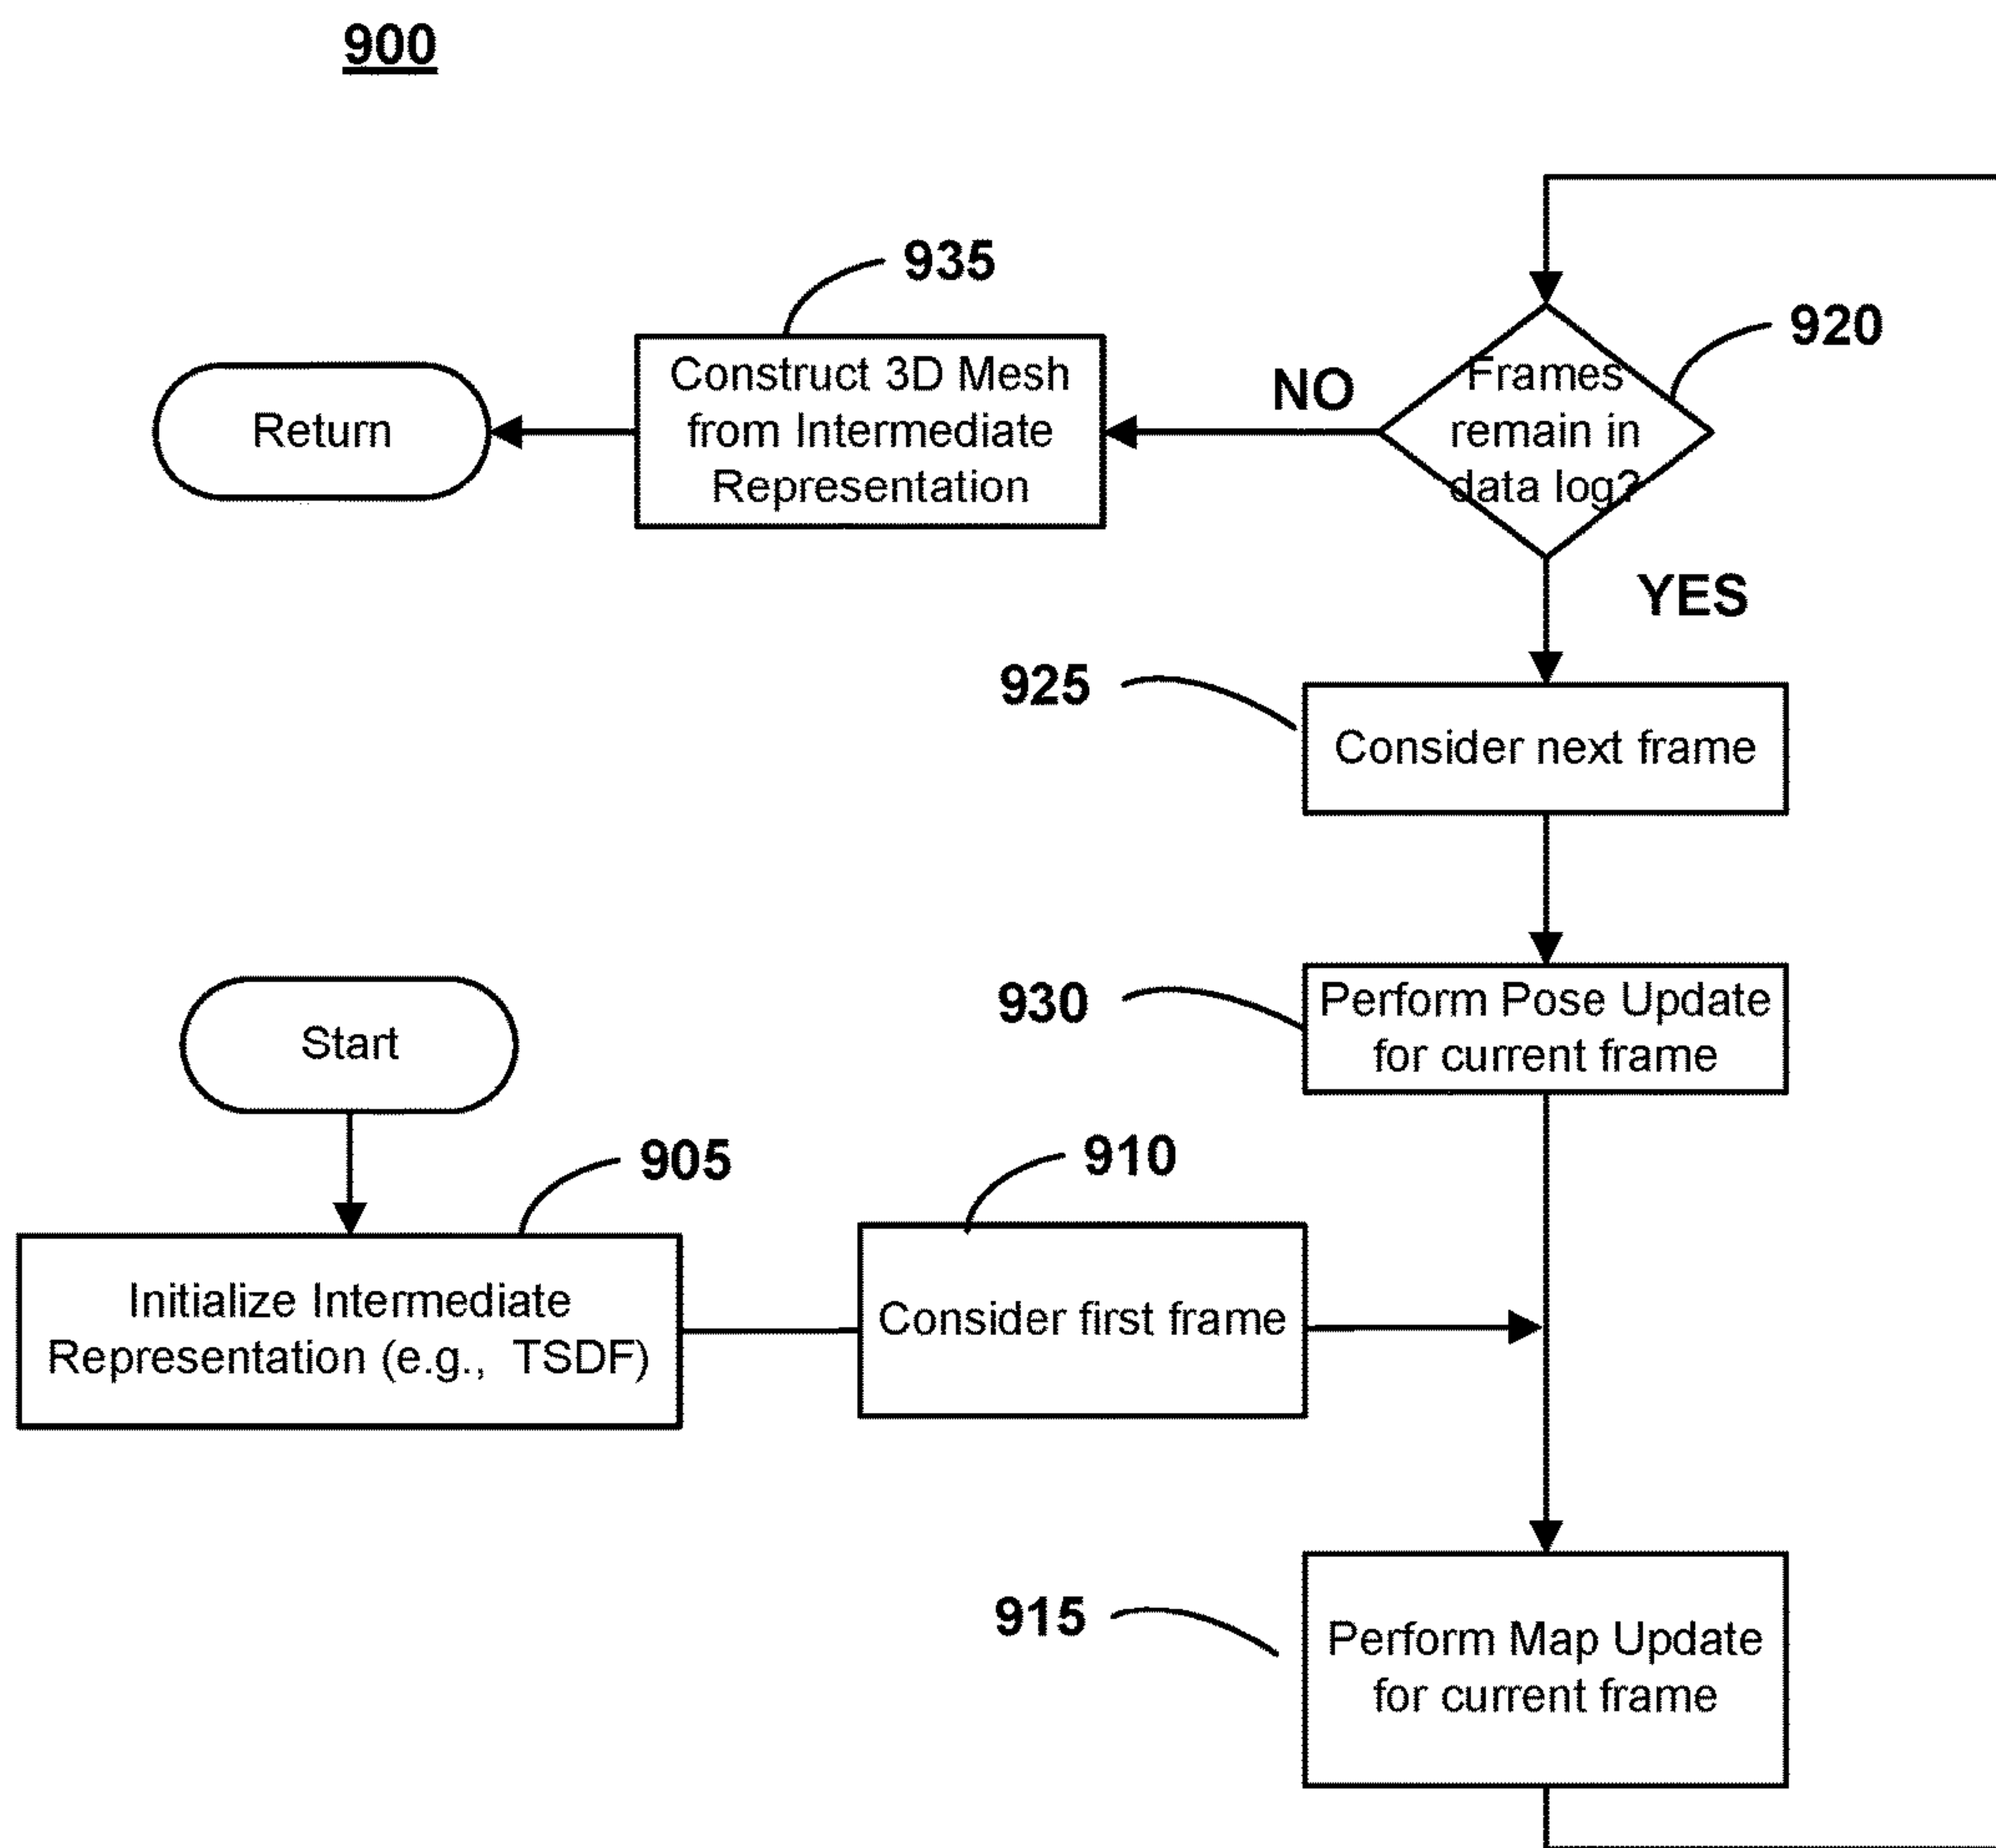 900
935
920
Construct 3D Mesh
from Intermediate
Representation
Return
NO
Frames
remain in
data log?
YES
925
Consider next frame
930
Perform Pose Update
for current frame
Start
905
910
Initialize Intermediate
Representation (e.g., TSDF)
Consider first frame
915
Perform Map Update
for current frame